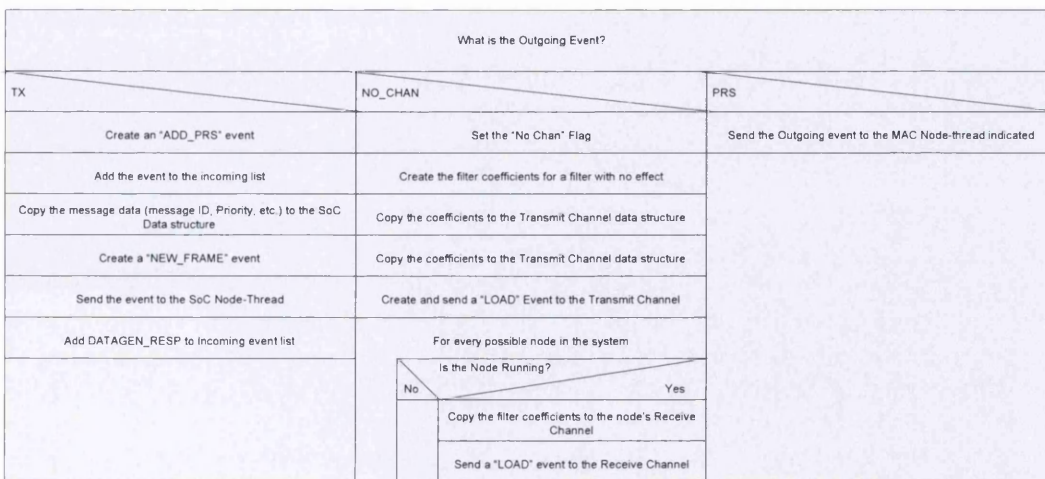 What is the Outgoing Event?
TX
NO_CHAN
PRS
Create an "ADD_PRS" event
Set the "No Chan" Flag
Send the Outgoing event to the MAC Node-thread indicated
Add the event to the incoming list
Create the filter coefficients for a filter with no effect
Copy the message data (message ID, Priority, etc.) to the SoC
Data structure
Copy the coefficients to the Transmit Channel data structure
Create a "NEW_FRAME" event
Copy the coefficients to the Transmit Channel data structure
Send the event to the SoC Node-Thread
Create and send a "LOAD" Event to the Transmit Channel
Add DATAGEN_RESP to Incoming event list
For every possible node in the system
Is the Node Running?
No
Yes
Copy the filter coefficients to the node's Receive
Channel
Send a "LOAD" event to the Receive Channel